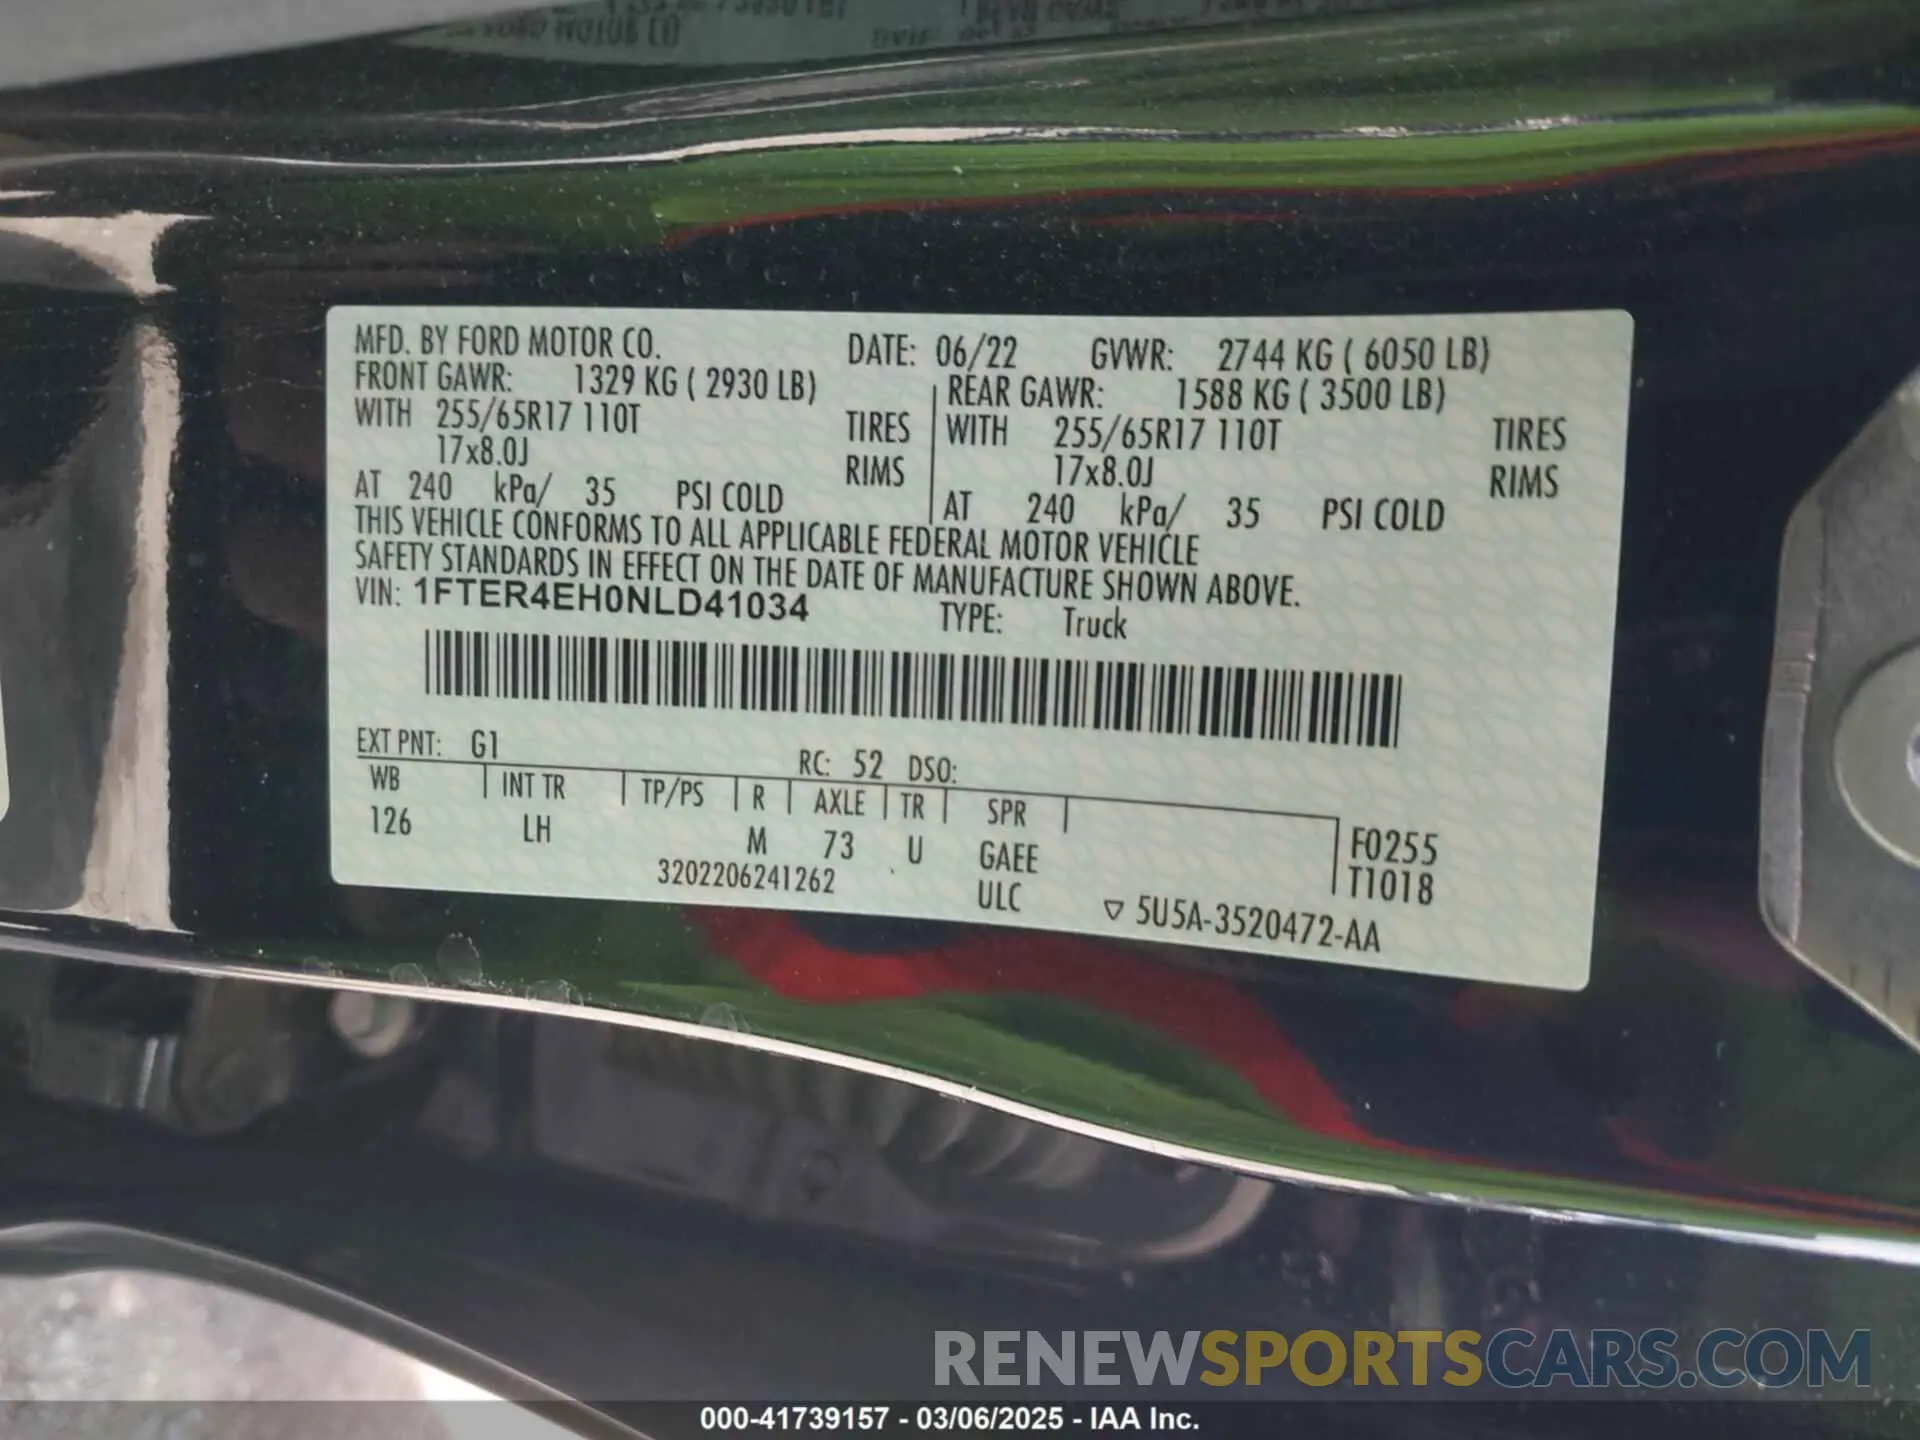 MFD. BY FORD MOTOR CO. DATE: 06/22 GVWR: 2744 KG ( 6050 LB)
FRONT GAWR: 1329 KG ( 2930 LB) REAR GAWR: 1588 KG ( 3500 LB)
WITH 255/65R17 110T TIRES WITH 255/65R17 110T TIRES
17x8.0J RIMS 17x8.0J RIMS
AT 240 kPa/ 35 PSI COLD AT 240 kPa/ 35 PSI COLD
THIS VEHICLE CONFORMS TO ALL APPLICABLE FEDERAL MOTOR VEHICLE
SAFETY STANDARDS IN EFFECT ON THE DATE OF MANUFACTURE SHOWN ABOVE.
VIN: 1FTER4EH0NLD41034 TYPE: Truck
EXT PNT: G1 RC: 52 DSO:
WB INT TR TP/PS R AXLE TR SPR
126 LH M 73 U GAEE F0255
3202206241262 ULC T1018
▽ 5U5A-3520472-AA
RENEWSPORTSCARS.COM
000-41739157 - 03/06/2025 - IAA Inc.